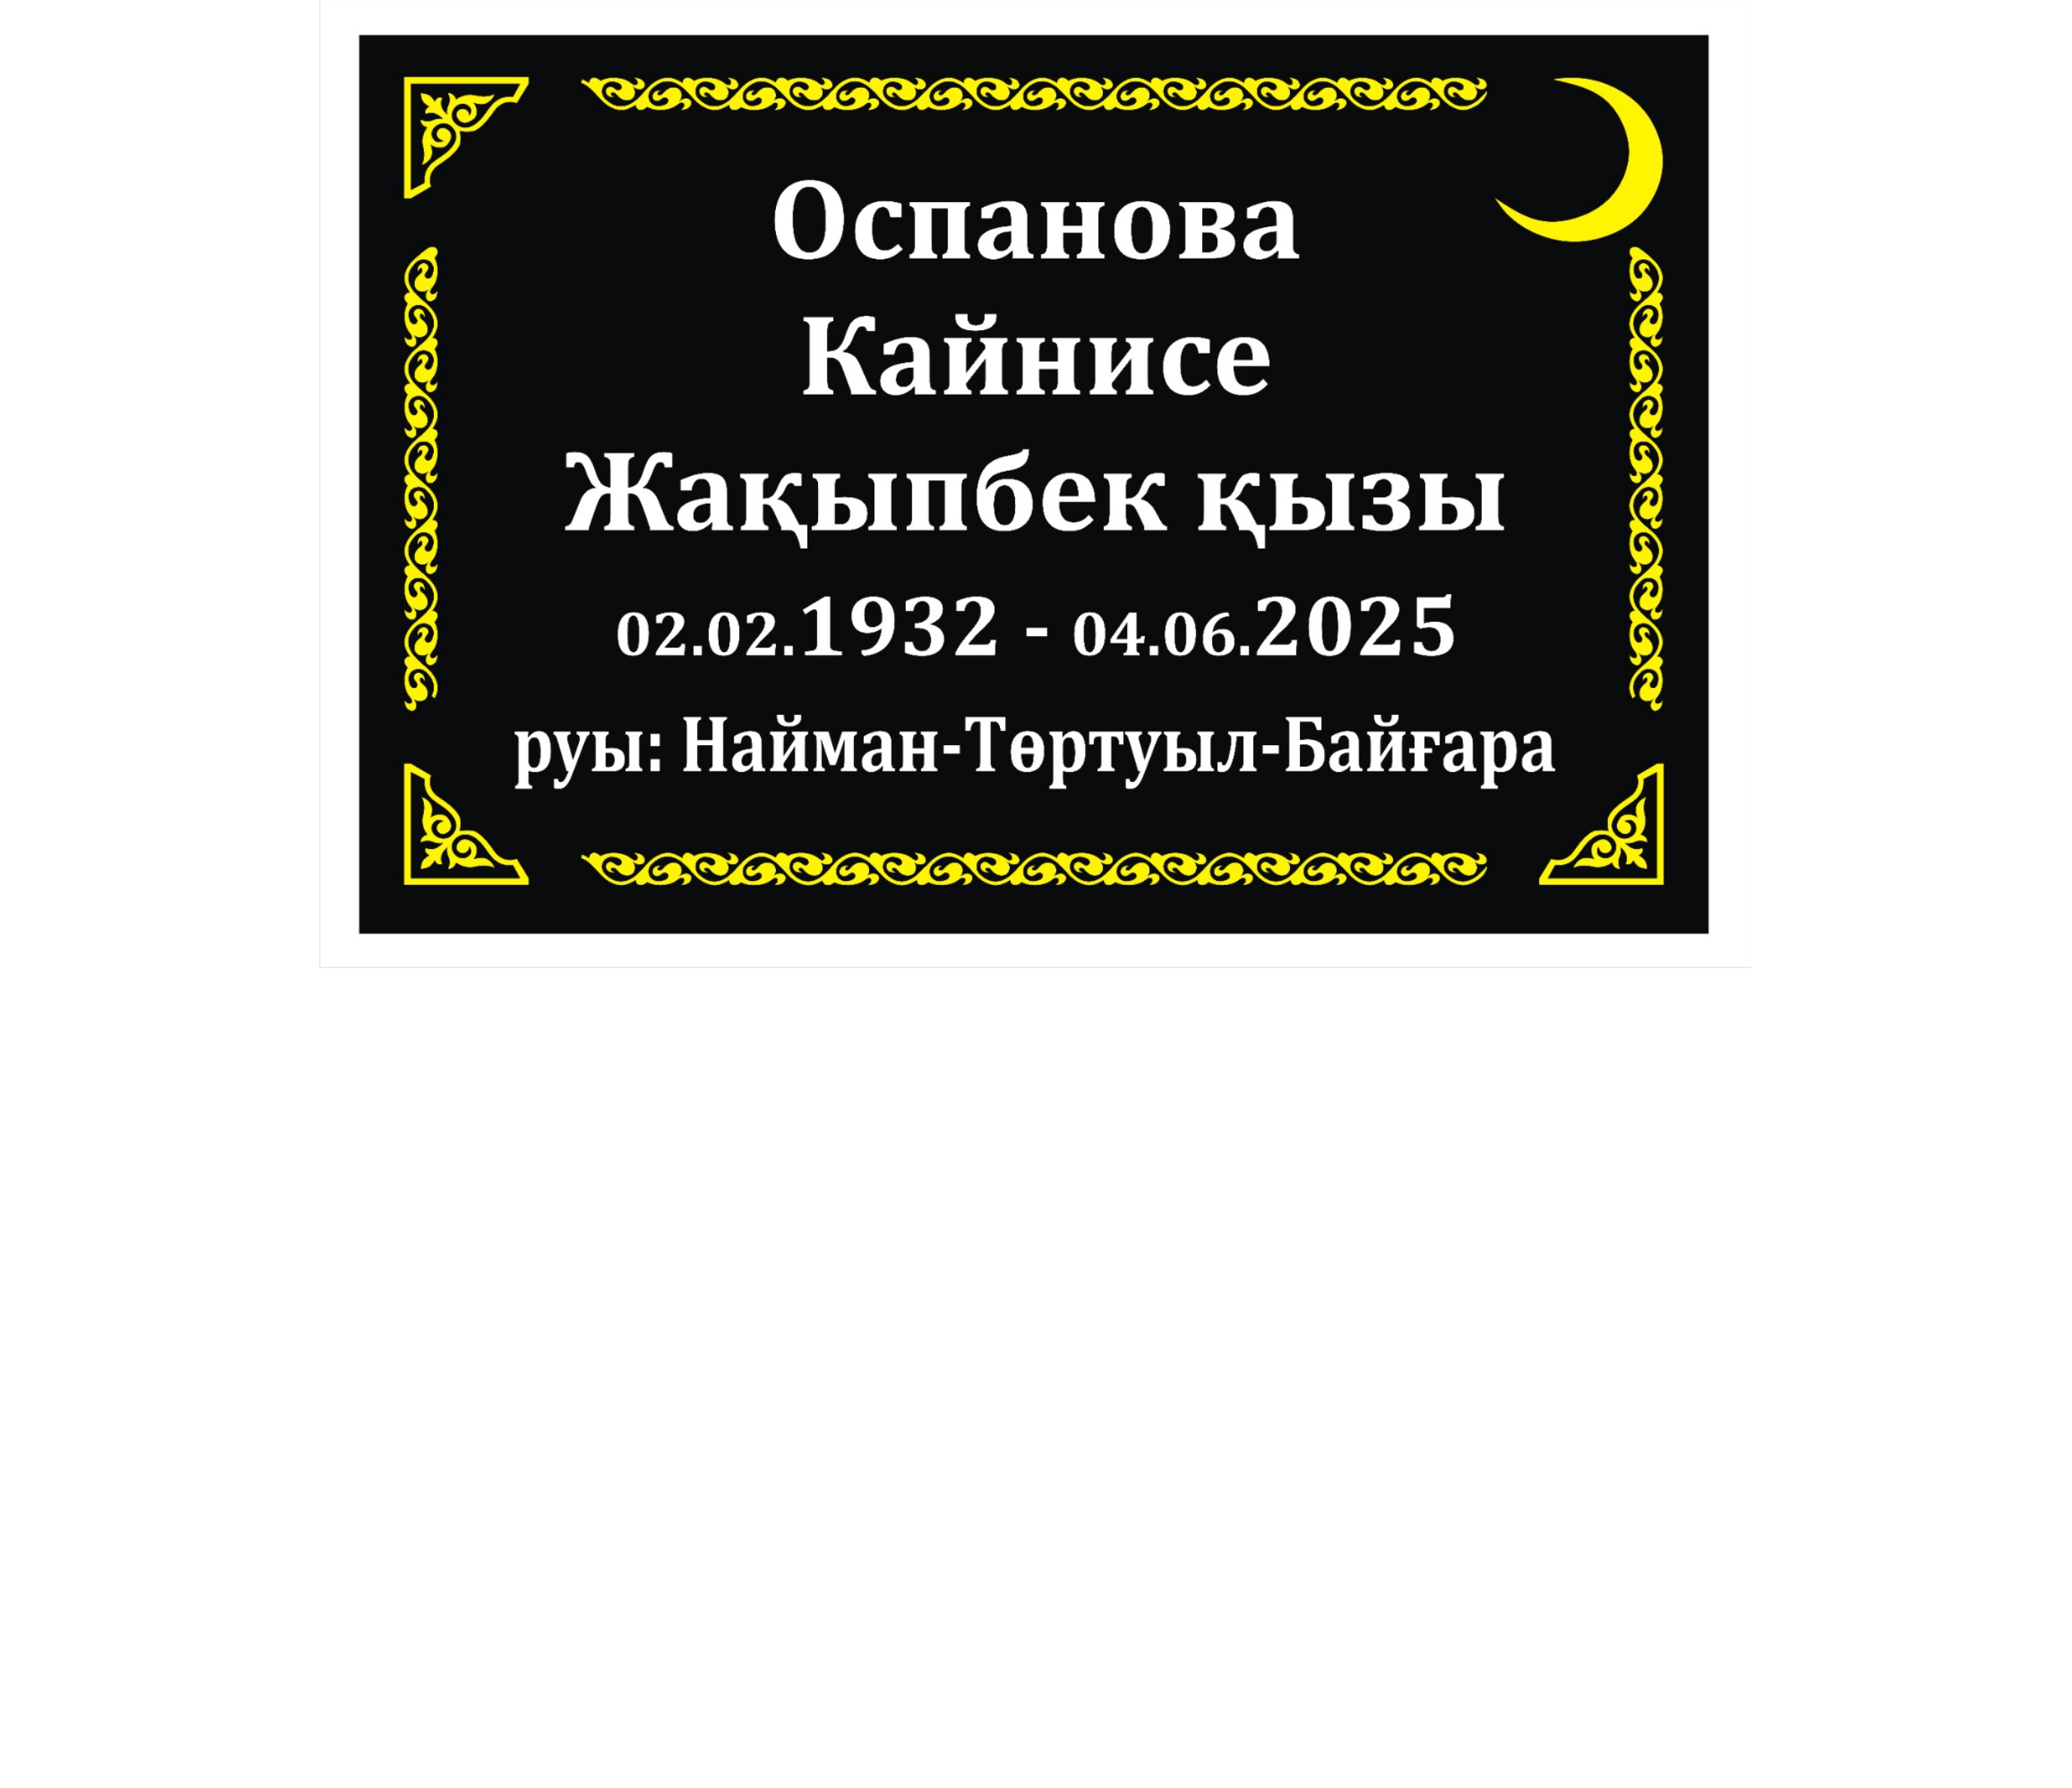 Оспанова
Кайнисе
Жақыпбек қызы
02.02.1932 - 04.06.2025
руы: Найман-Төртуыл-Байғара